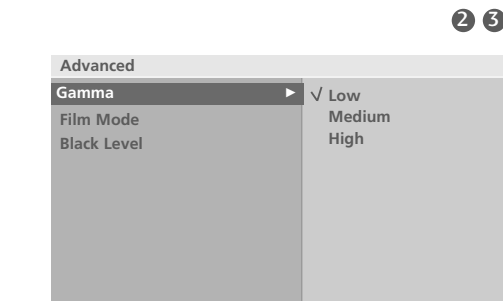 2 3
Advanced
Gamma ► √ Low
Film Mode Medium
Black Level High